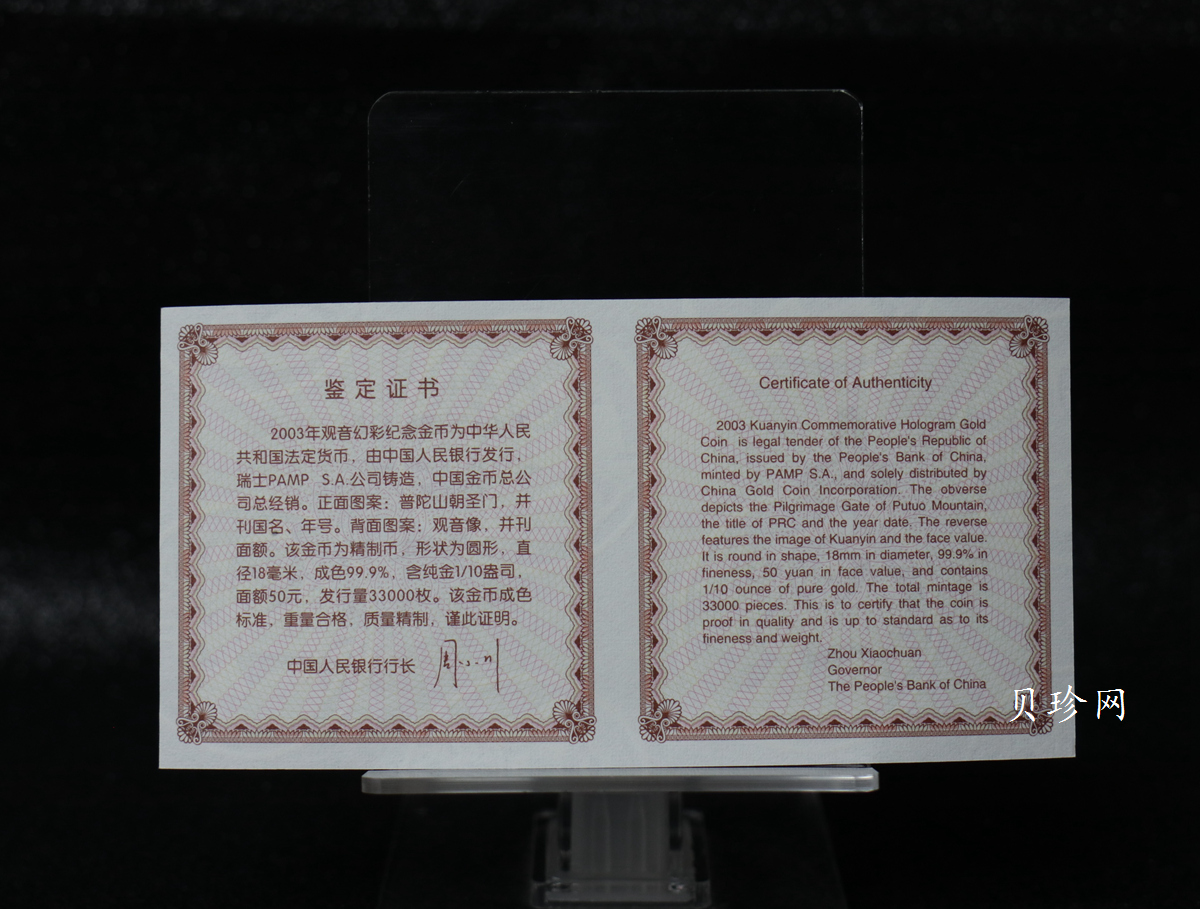 鉴定证书
2003年观音幻彩纪念金币为中华人民
共和国法定货币，由中国人民银行发行，
瑞士PAMP S.A.公司铸造，中国金币总公
司总经销。正面图案：普陀山朝圣门，并
刊国名、年号。背面图案：观音像，并刊
面额。该金币为精制币，形状为圆形，直
径18毫米，成色99.9%，含纯金1/10盎司，
面额50元，发行量33000枚。该金币成色
标准，重量合格，质量精制，谨此证明。
中国人民银行行长 周小川
Certificate of Authenticity
2003 Kuanyin Commemorative Hologram Gold
Coin is legal tender of the People's Republic of
China, issued by the People's Bank of China,
minted by PAMP S.A., and solely distributed by
China Gold Coin Incorporation. The obverse
depicts the Pilgrimage Gate of Putuo Mountain,
the title of PRC and the year date. The reverse
features the image of Kuanyin and the face value.
It is round in shape, 18mm in diameter, 99.9% in
fineness, 50 yuan in face value, and contains
1/10 ounce of pure gold. The total mintage is
33000 pieces. This is to certify that the coin is
proof in quality and is up to standard as to its
fineness and weight.
Zhou Xiaochuan
Governor
The People's Bank of China
贝珍网